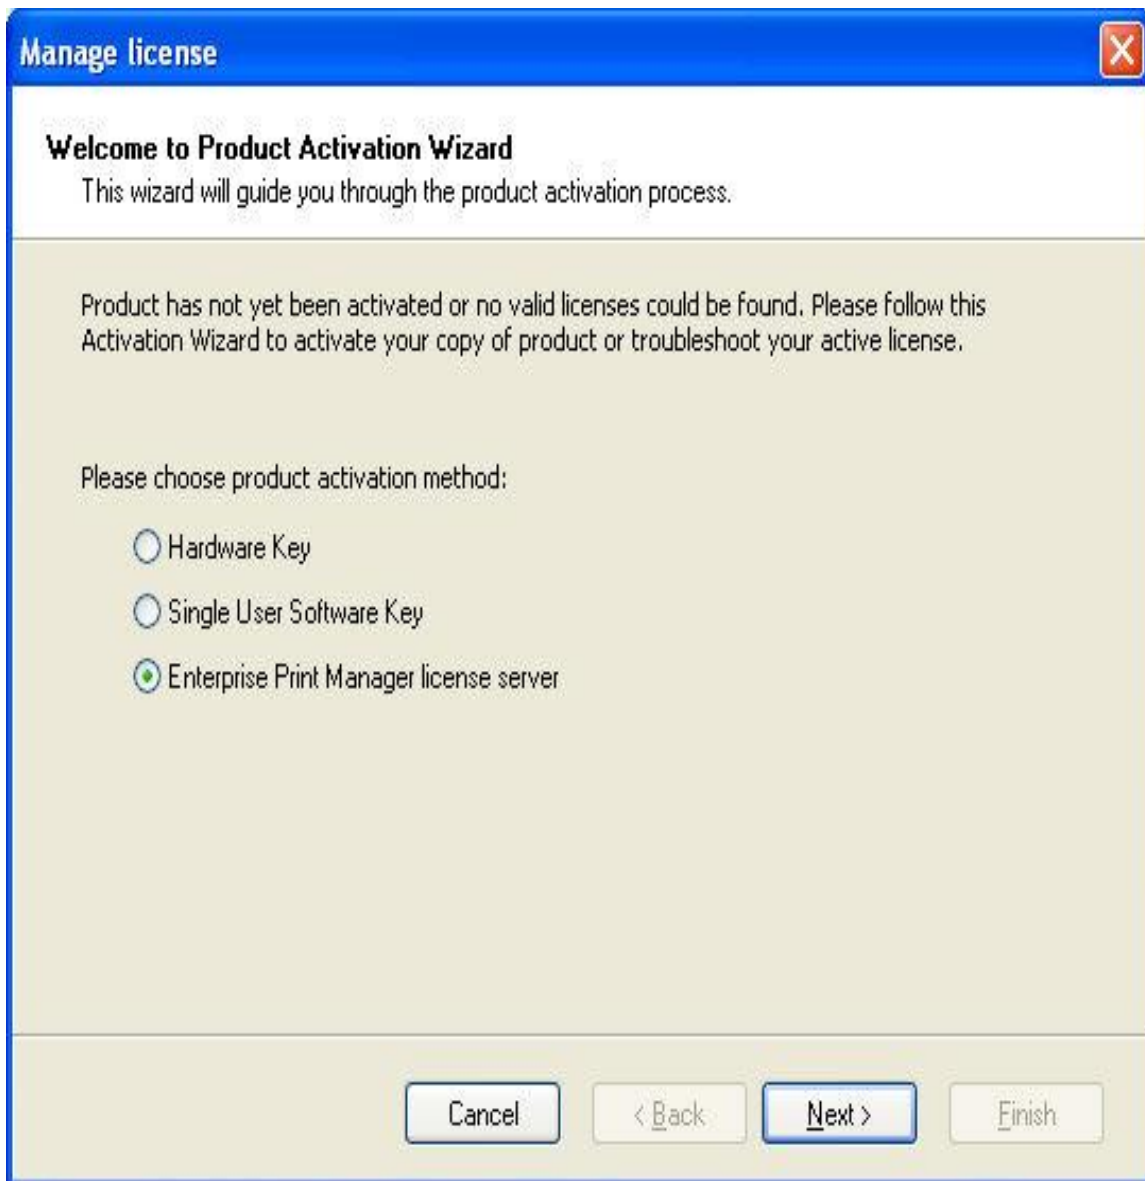 Manage license
Welcome to Product Activation Wizard
This wizard will guide you through the product activation process.
Product has not yet been activated or no valid licenses could be found. Please follow this
Activation Wizard to activate your copy of product or troubleshoot your active license.
Please choose product activation method:
Hardware Key
Single User Software Key
Enterprise Print Manager license server
Cancel
< Back
Next >
Finish